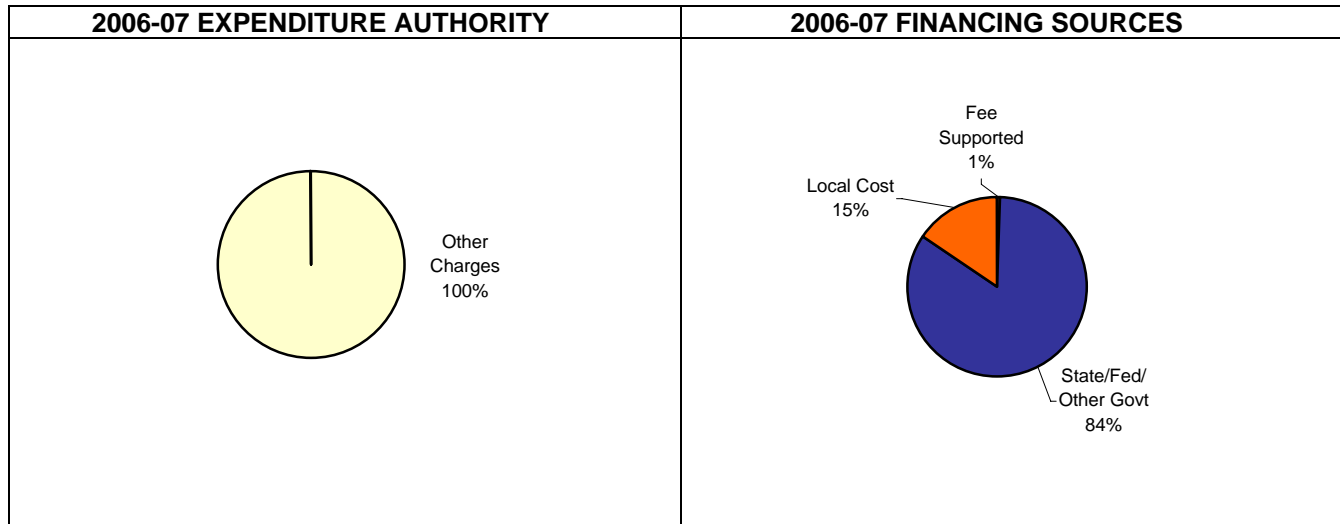 2006-07 EXPENDITURE AUTHORITY
Other
Charges
100%
2006-07 FINANCING SOURCES
Fee
Supported
1%
Local Cost
15%
State/Fed/
Other Govt
84%